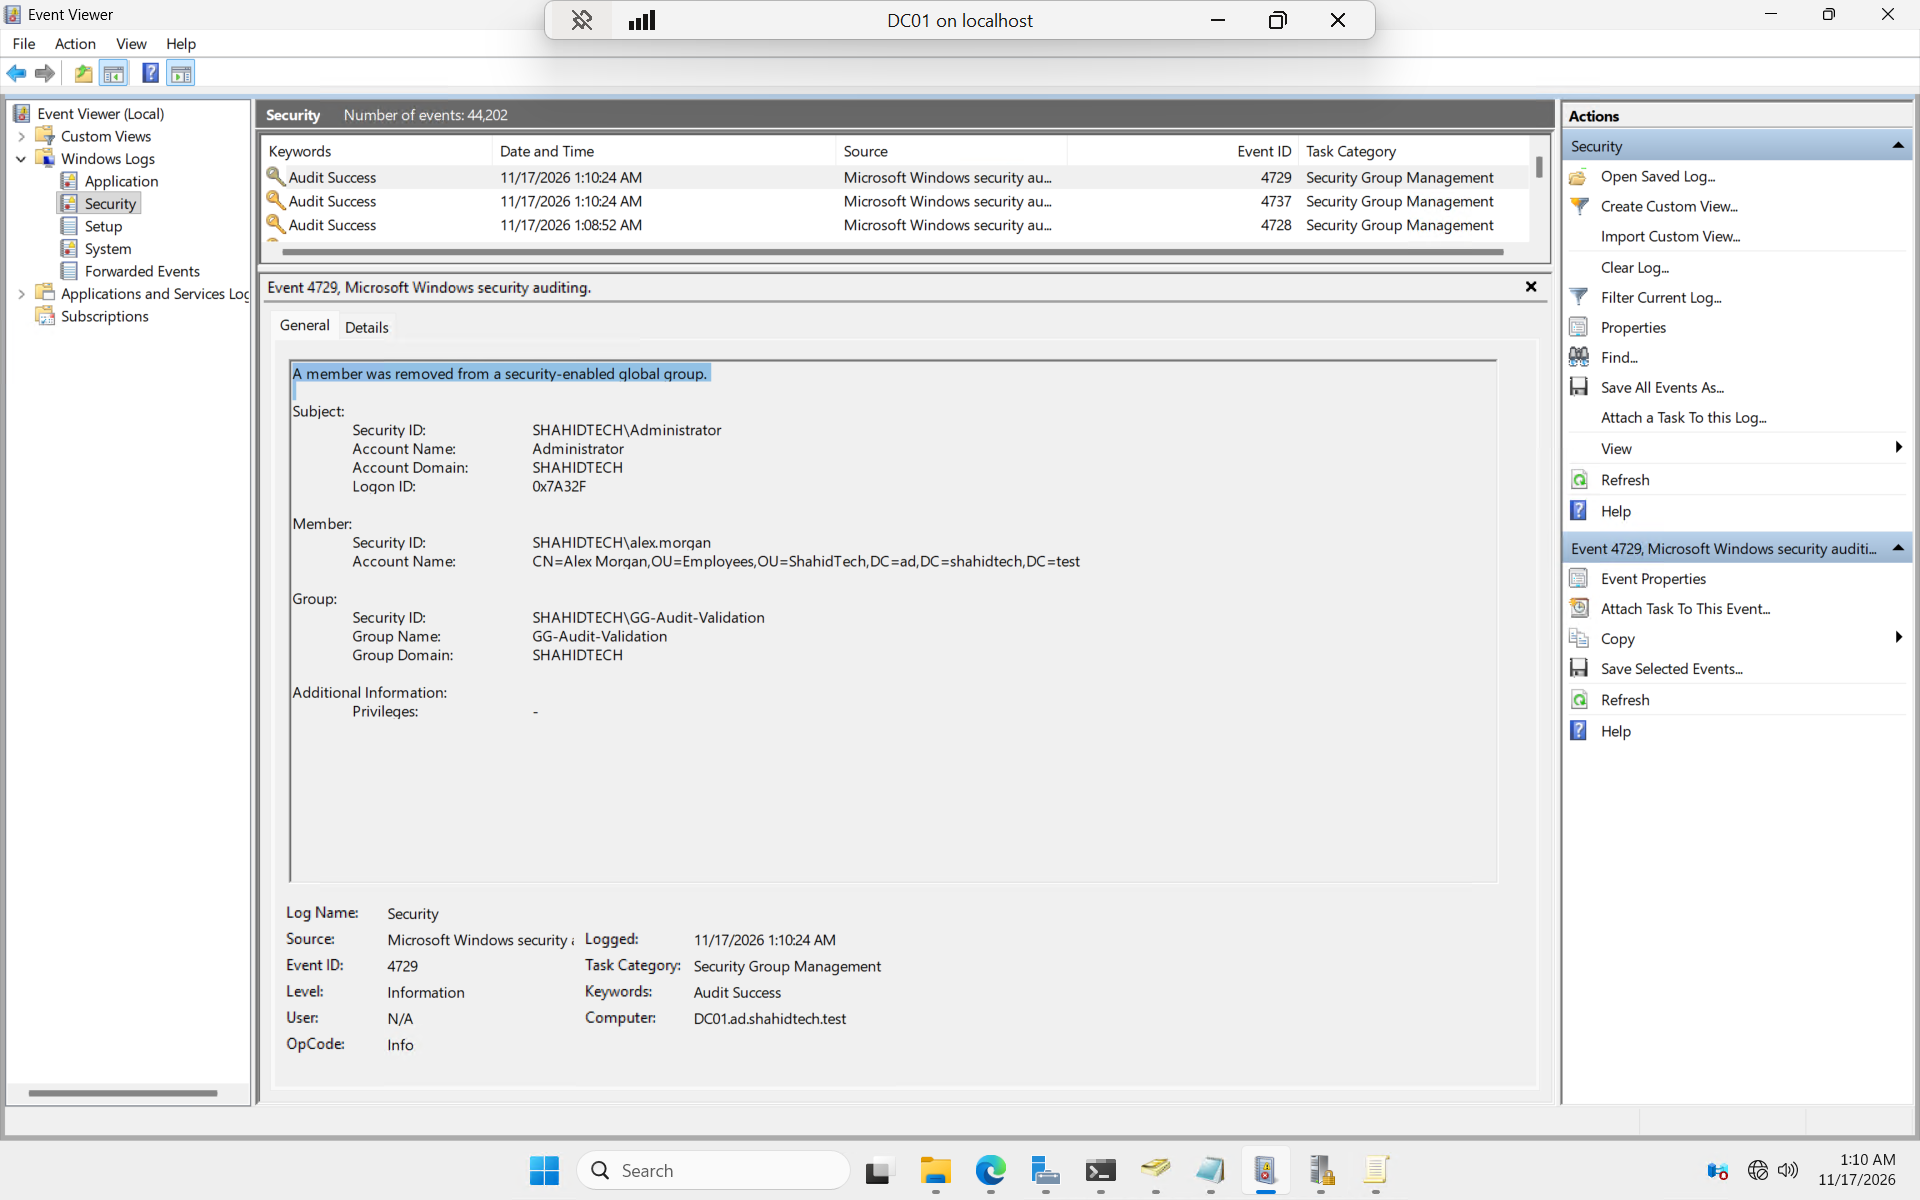 Event Viewer
DC01 on localhost
File Action View Help
Event Viewer (Local)
Custom Views
Windows Logs
Application
Security
Setup
System
Forwarded Events
Applications and Services Log
Subscriptions
Security Number of events: 44,202
Keywords Date and Time Source Event ID Task Category
Audit Success 11/17/2026 1:10:24 AM Microsoft Windows security au... 4729 Security Group Management
Audit Success 11/17/2026 1:10:24 AM Microsoft Windows security au... 4737 Security Group Management
Audit Success 11/17/2026 1:08:52 AM Microsoft Windows security au... 4728 Security Group Management
Event 4729, Microsoft Windows security auditing.
General Details
A member was removed from a security-enabled global group.
Subject:
Security ID: SHAHIDTECH\Administrator
Account Name: Administrator
Account Domain: SHAHIDTECH
Logon ID: 0x7A32F
Member:
Security ID: SHAHIDTECH\alex.morgan
Account Name: CN=Alex Morgan,OU=Employees,OU=ShahidTech,DC=ad,DC=shahidtech,DC=test
Group:
Security ID: SHAHIDTECH\GG-Audit-Validation
Group Name: GG-Audit-Validation
Group Domain: SHAHIDTECH
Additional Information:
Privileges: -
Log Name: Security
Source: Microsoft Windows security Logged: 11/17/2026 1:10:24 AM
Event ID: 4729 Task Category: Security Group Management
Level: Information Keywords: Audit Success
User: N/A Computer: DC01.ad.shahidtech.test
OpCode: Info
Actions
Security
Open Saved Log...
Create Custom View...
Import Custom View...
Clear Log...
Filter Current Log...
Properties
Find...
Save All Events As...
Attach a Task To this Log...
View
Refresh
Help
Event 4729, Microsoft Windows security auditi...
Event Properties
Attach Task To This Event...
Copy
Save Selected Events...
Refresh
Help
Search
1:10 AM
11/17/2026